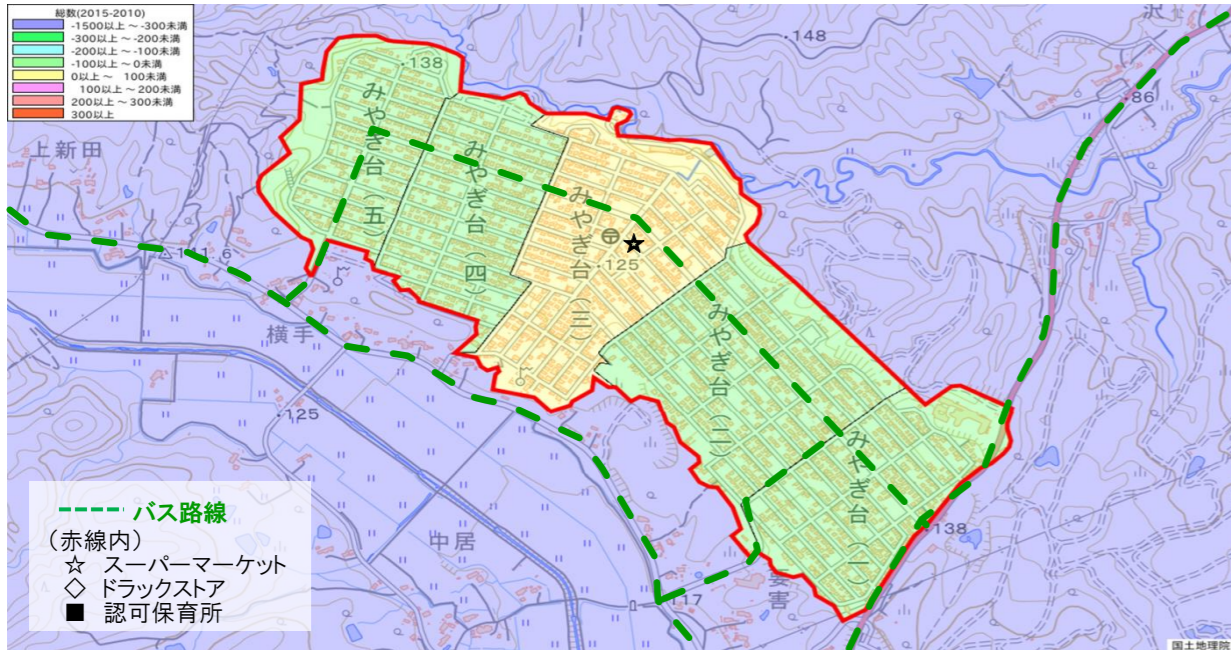 総数(2015-2010)
-1500以上 ～ -300未満
-300以上 ～ -200未満
-200以上 ～ -100未満
-100以上 ～ 0未満
0以上 ～ 100未満
100以上 ～ 200未満
200以上 ～ 300未満
300以上
・148
沢
・138
・86
上新田
みやぎ台(五)
みやぎ台(四)
みやぎ台(三)
・125
111.6
横手
みやぎ台(二)
・125
みやぎ台(一)
・138
中居
要害
117
バス路線
(赤線内)
☆ スーパーマーケット
◇ ドラックストア
■ 認可保育所
国土地理院